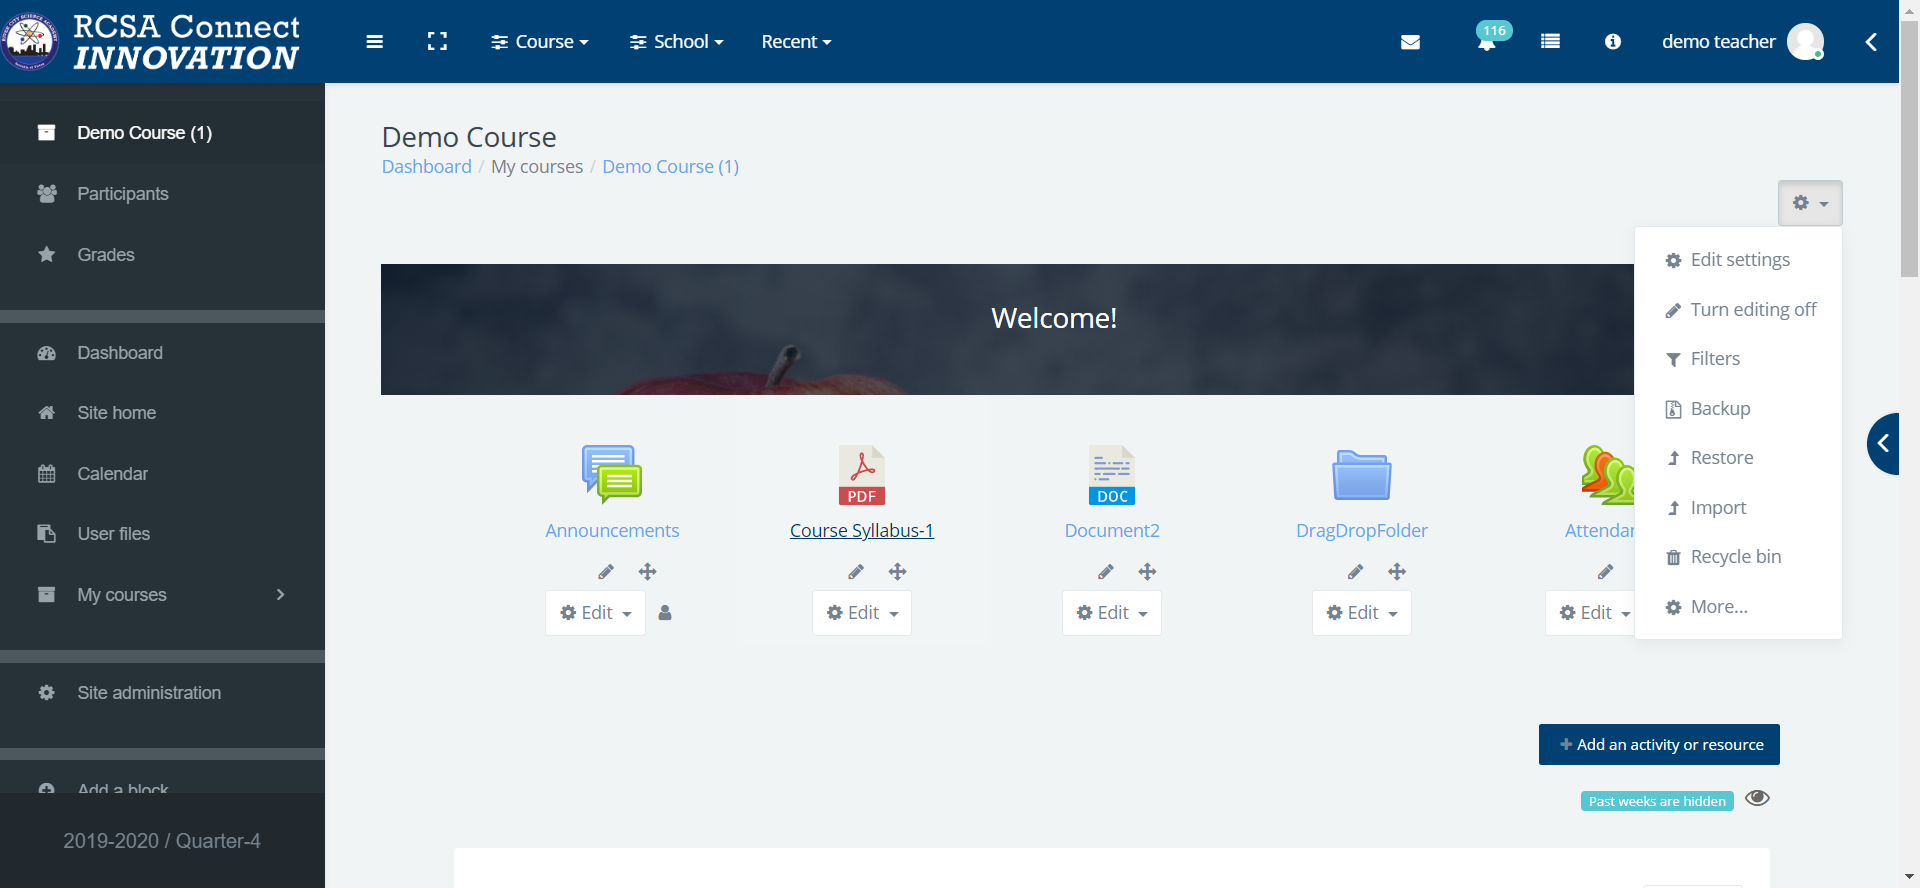 RCSA Connect
INNOVATION
Course
School
Recent
116
demo teacher
Demo Course (1)
Participants
Grades
Dashboard
Site home
Calendar
User files
My courses
Site administration
Add a block
2019-2020 / Quarter-4
Demo Course
Dashboard / My courses / Demo Course (1)
Edit settings
Turn editing off
Filters
Backup
Restore
Import
Recycle bin
More...
Welcome!
PDF
DOC
Announcements
Course Syllabus-1
Document2
DragDropFolder
Attendan
Edit
Edit
Edit
Edit
Edit
+ Add an activity or resource
Past weeks are hidden